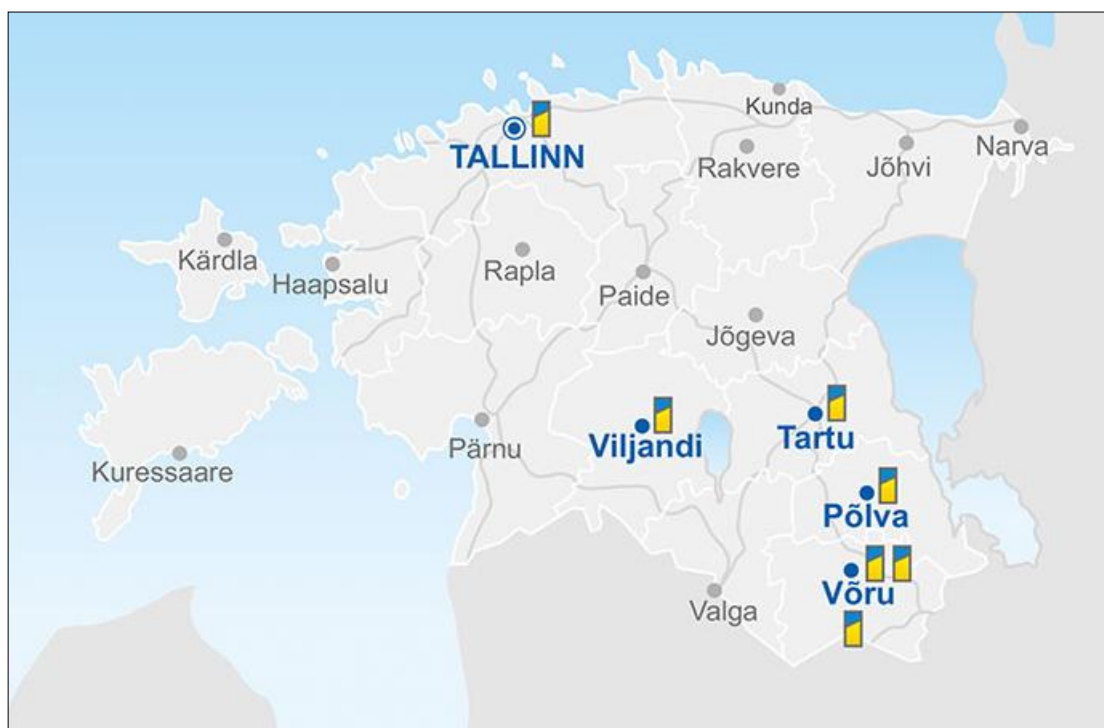 Kunda
TALLINN
Narva
Rakvere
Jõhvi
Kärdla
Haapsalu
Rapla
Paide
Jõgeva
Viljandi
Tartu
Pärnu
Kuressaare
Põlva
Võru
Valga